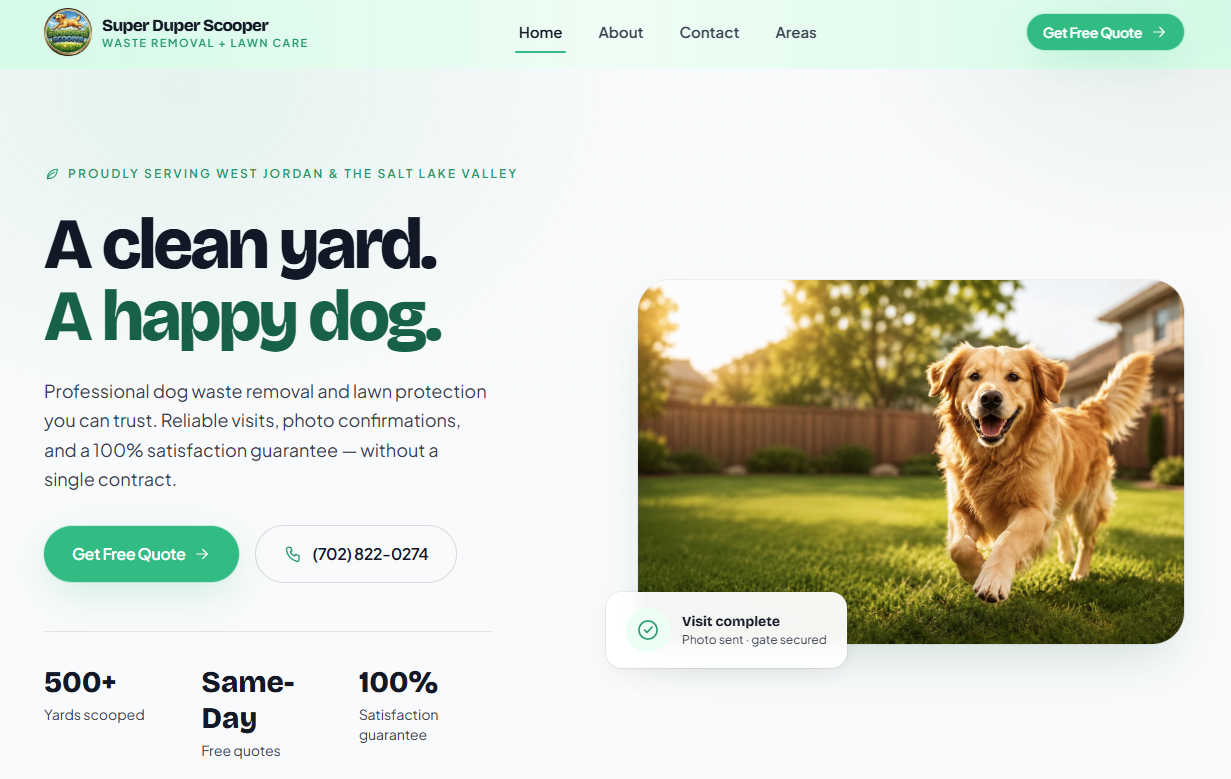 Super Duper Scooper
WASTE REMOVAL + LAWN CARE
Home
About
Contact
Areas
Get Free Quote
PROUDLY SERVING WEST JORDAN & THE SALT LAKE VALLEY
A clean yard.
A happy dog.
Professional dog waste removal and lawn protection
you can trust. Reliable visits, photo confirmations,
and a 100% satisfaction guarantee — without a
single contract.
Get Free Quote
(702) 822-0274
Visit complete
Photo sent · gate secured
500+
Yards scooped
Same-
Day
Free quotes
100%
Satisfaction
guarantee